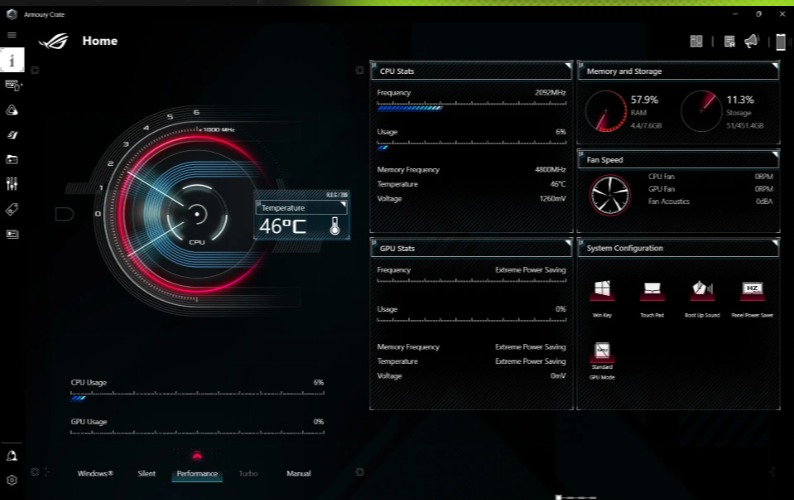 Armoury Crate
Home
6
5
4
3
2
1
0
x1000 MHz
CPU
Temperature
46°C
CPU Usage 6%
GPU Usage 0%
Windows® Silent Performance Turbo Manual
CPU Stats
Frequency 2092MHz
Usage 6%
Memory Frequency 4800MHz
Temperature 46°C
Voltage 1260mV
GPU Stats
Frequency Extreme Power Saving
Usage 0%
Memory Frequency Extreme Power Saving
Temperature Extreme Power Saving
Voltage 0mV
Memory and Storage
57.9%
RAM
4.4/7.6GB
11.3%
Storage
51/451.4GB
Fan Speed
CPU Fan 0RPM
GPU Fan 0RPM
Fan Acoustics 0dBA
System Configuration
HZ
Win Key Touch Pad Boot Up Sound Panel Power Saver
Standard
GPU Mode